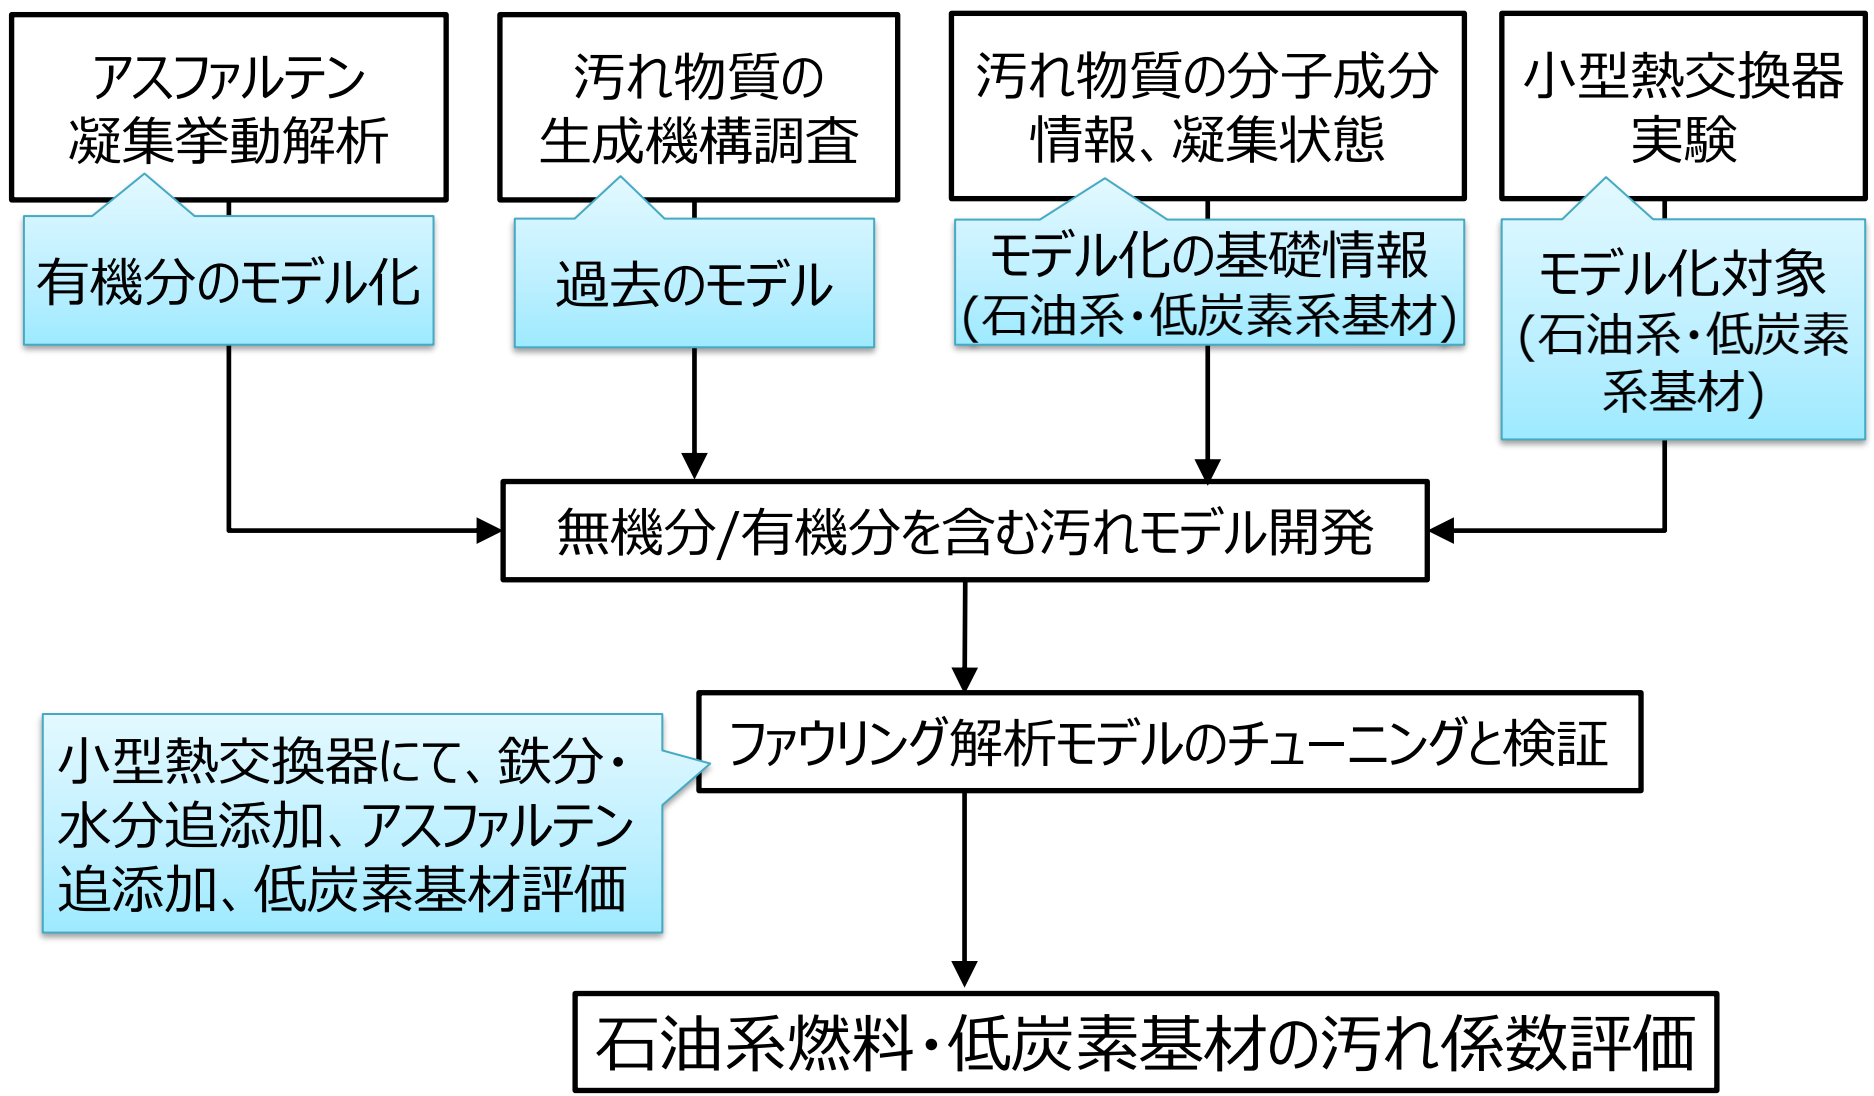 アスファルテン
凝集挙動解析
汚れ物質の
生成機構調査
汚れ物質の分子成分
情報、凝集状態
小型熱交換器
実験
有機分のモデル化
過去のモデル
モデル化の基礎情報
(石油系・低炭素系基材)
モデル化対象
(石油系・低炭素
系基材)
無機分/有機分を含む汚れモデル開発
ファウリング解析モデルのチューニングと検証
小型熱交換器にて、鉄分・
水分追添加、アスファルテン
追添加、低炭素基材評価
石油系燃料・低炭素基材の汚れ係数評価